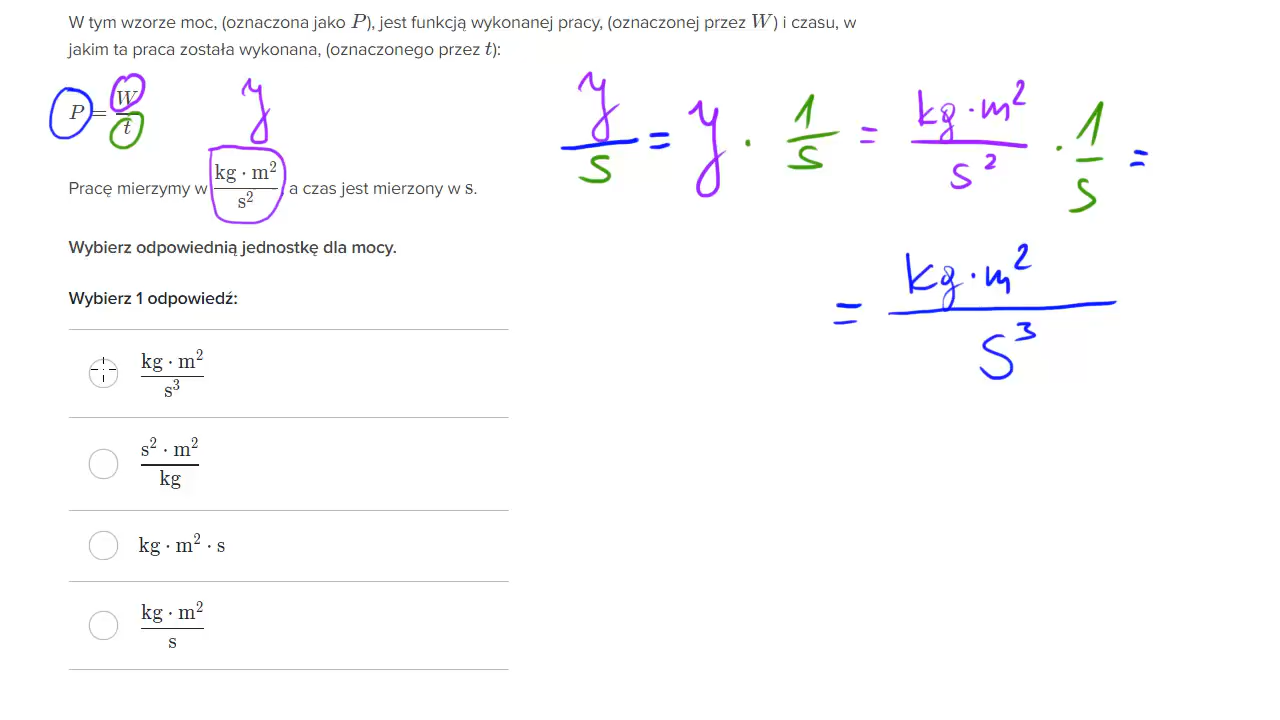 W tym wzorze moc, (oznaczona jako P), jest funkcją wykonanej pracy, (oznaczonej przez W) i czasu, w
jakim ta praca została wykonana, (oznaczonego przez t):
P = W/t
y
y/s = y · 1/s = kg · m²/s² · 1/s =
Pracę mierzymy w kg · m²/s², a czas jest mierzony w s.
Wybierz odpowiednią jednostkę dla mocy.
= kg · m²/s³
Wybierz 1 odpowiedź:
kg · m²/s³
s² · m²/kg
kg · m² · s
kg · m²/s